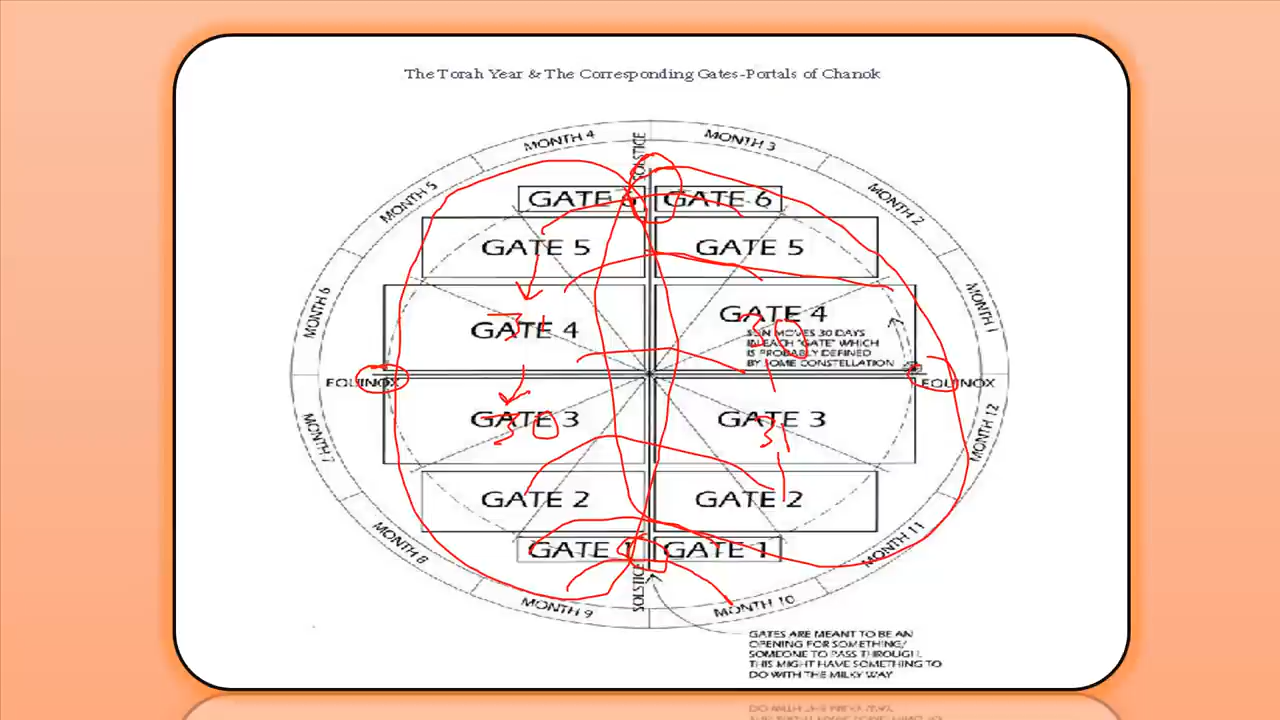 The Torah Year & The Corresponding Gates-Portals of Chanok
MONTH 4
MONTH 3
SOLSTICE
MONTH 5
MONTH 2
GATE 6
GATE 6
GATE 5
GATE 5
MONTH 6
MONTH 1
GATE 4
GATE 4
31
30
SUN MOVES 30 DAYS
IN EACH "GATE" WHICH
IS PROBABLY DEFINED
BY SOME CONSTELLATION
EQUINOX
EQUINOX
GATE 3
GATE 3
30
31
MONTH 7
MONTH 12
GATE 2
GATE 2
MONTH 8
MONTH 11
GATE 1
GATE 1
SOLSTICE
MONTH 9
MONTH 10
GATES ARE MEANT TO BE AN
OPENING FOR SOMETHING/
SOMEONE TO PASS THROUGH.
THIS MIGHT HAVE SOMETHING TO
DO WITH THE MILKY WAY